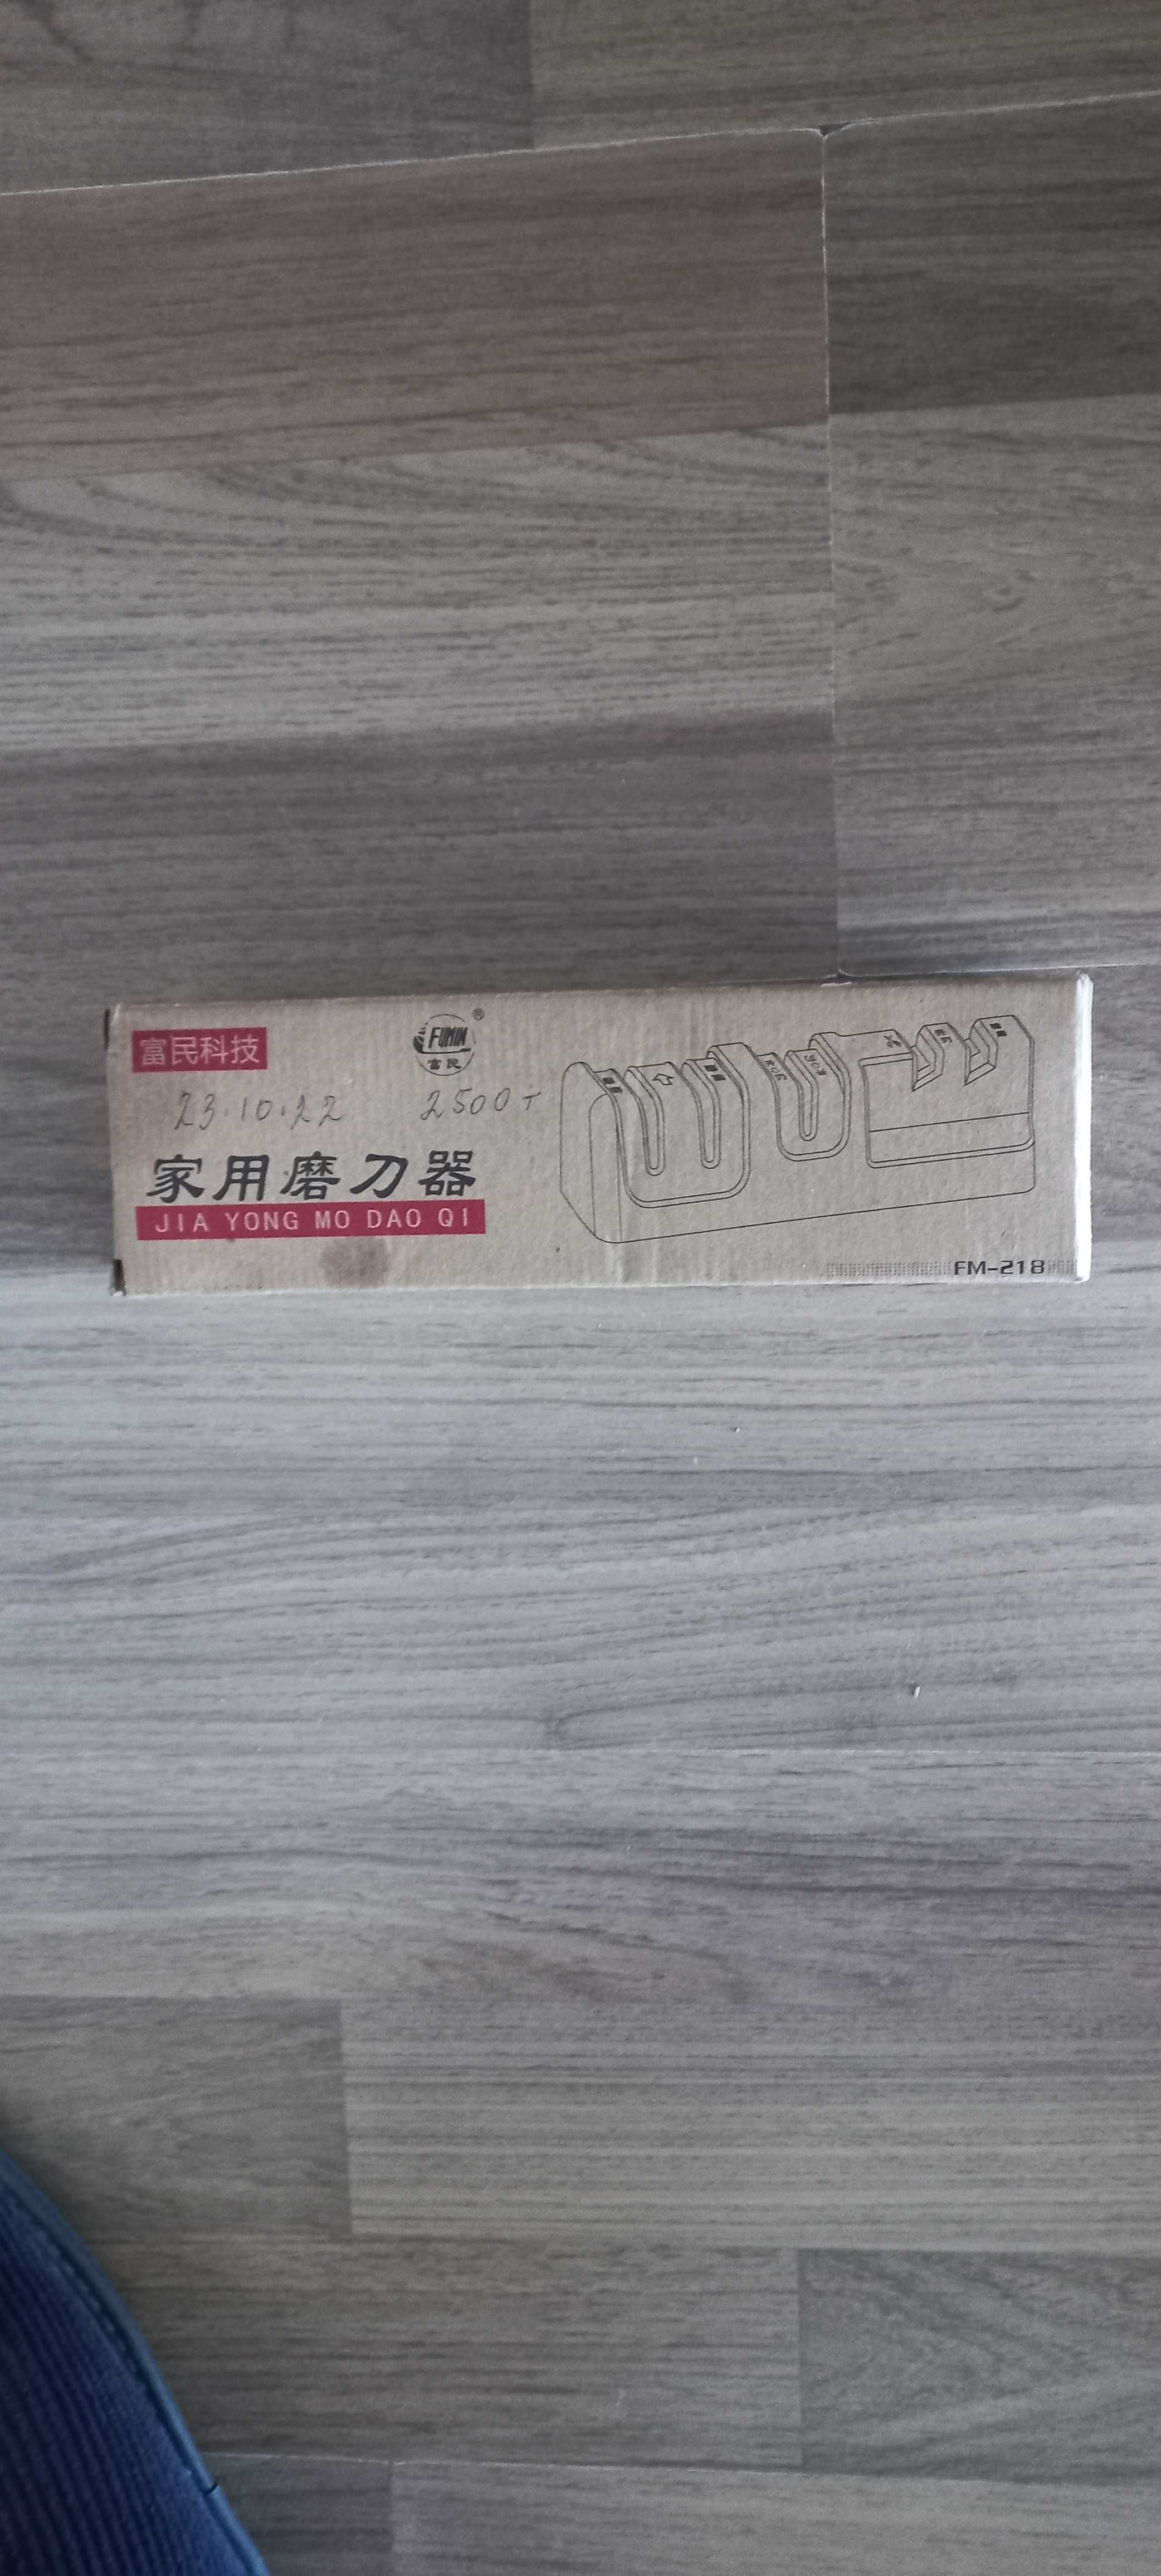 富民科技
FUMIN®
富民
23.10.22 2500т
家用磨刀器
JIA YONG MO DAO QI
FM-218